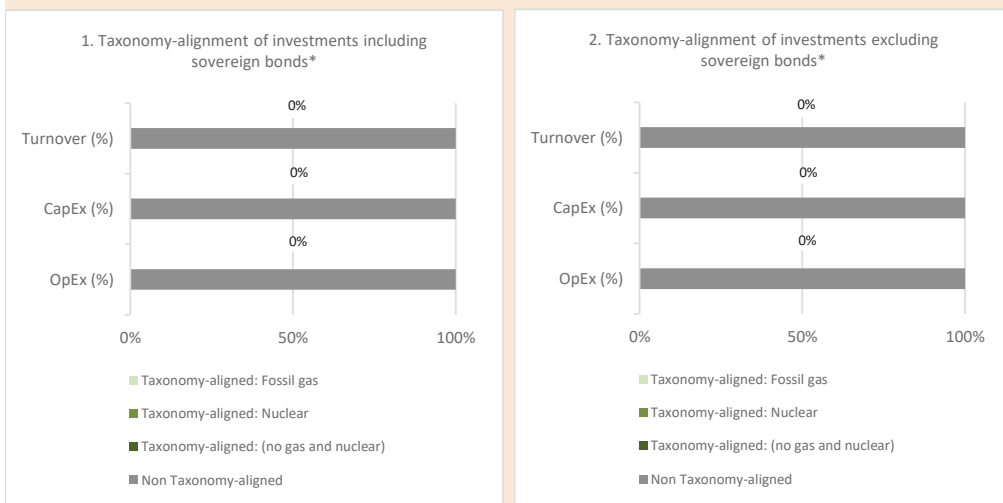 1. Taxonomy-alignment of investments including
sovereign bonds*
0%
Turnover (%)
0%
CapEx (%)
0%
OpEx (%)
0% 50% 100%
Taxonomy-aligned: Fossil gas
Taxonomy-aligned: Nuclear
Taxonomy-aligned: (no gas and nuclear)
Non Taxonomy-aligned
2. Taxonomy-alignment of investments excluding
sovereign bonds*
0%
Turnover (%)
0%
CapEx (%)
0%
OpEx (%)
0% 50% 100%
Taxonomy-aligned: Fossil gas
Taxonomy-aligned: Nuclear
Taxonomy-aligned: (no gas and nuclear)
Non Taxonomy-aligned